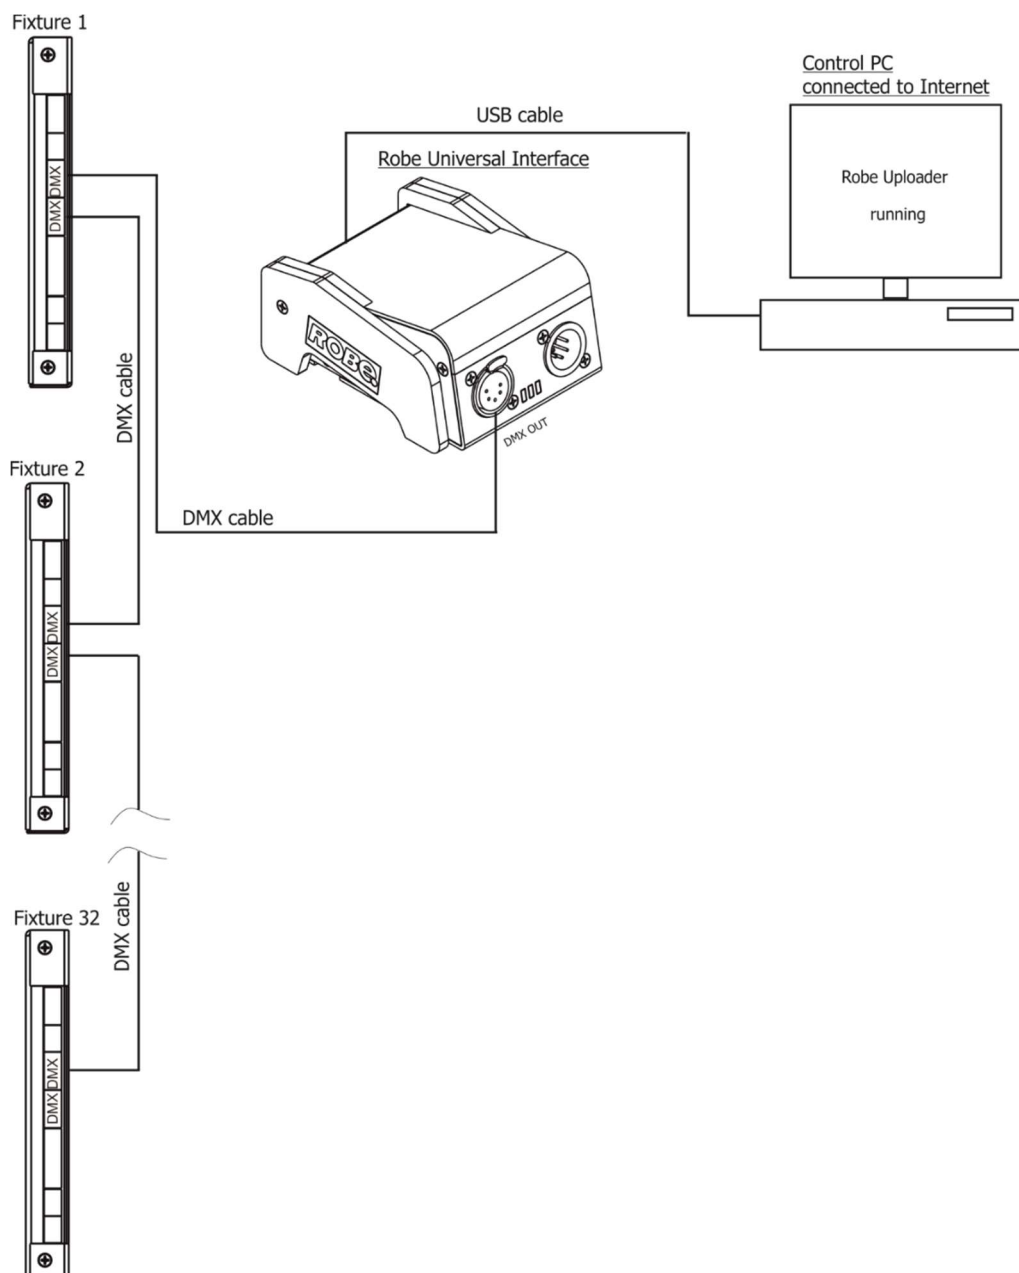 Fixture 1
DMX
DMX
DMX cable
Control PC
connected to Internet
USB cable
Robe Universal Interface
Robe Uploader
running
ROBE
DMX OUT
DMX cable
Fixture 2
DMX
DMX
DMX cable
Fixture 32
DMX
DMX